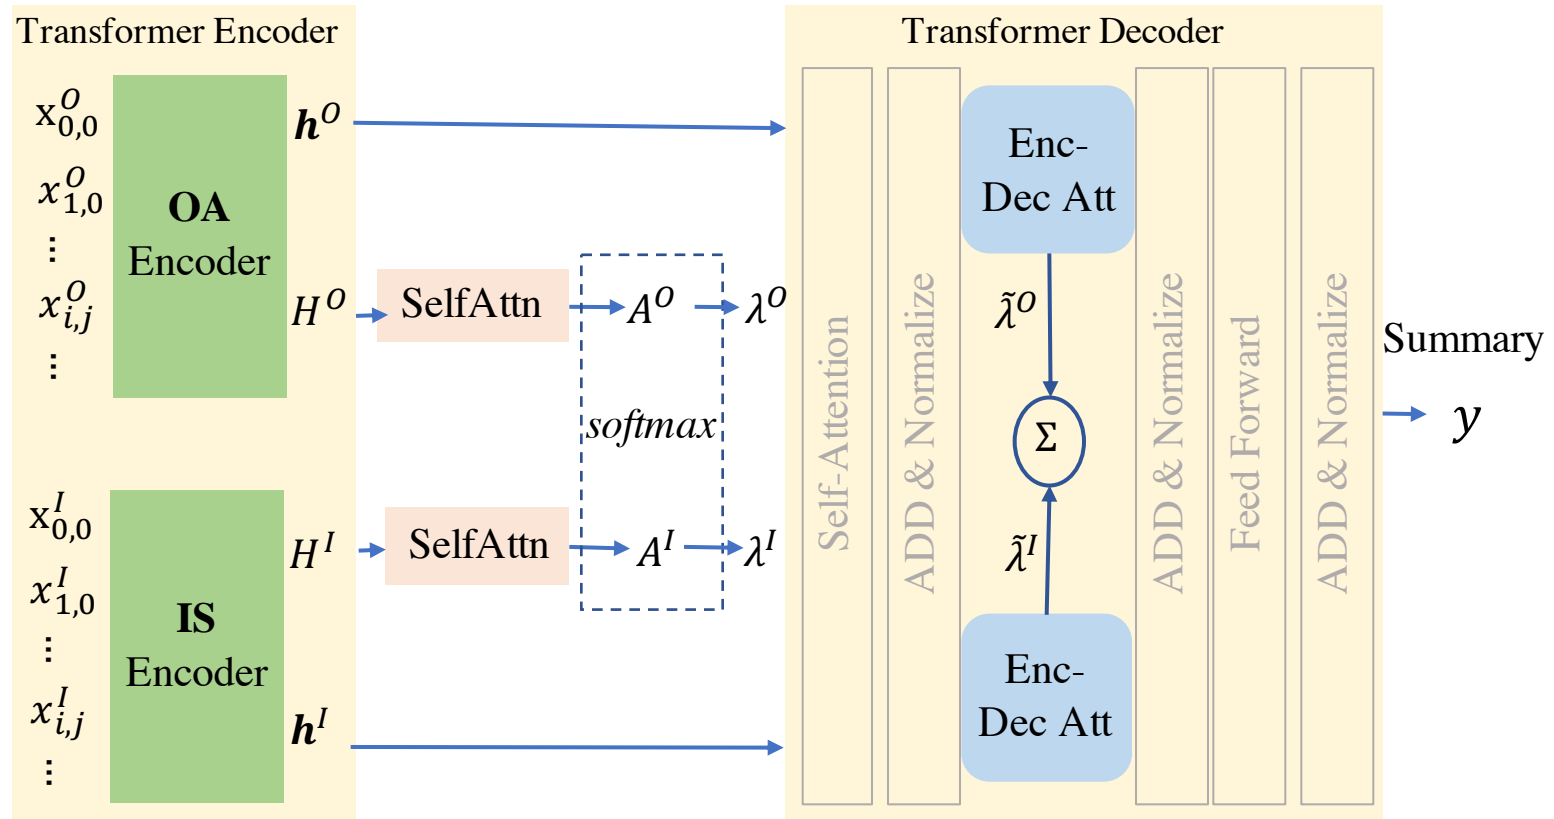 Transformer Encoder
x^O_{0,0}
x^O_{1,0}
⋮
x^O_{i,j}
⋮
OA
Encoder
h^O
H^O
SelfAttn
A^O
λ^O
softmax
x^I_{0,0}
x^I_{1,0}
⋮
x^I_{i,j}
⋮
IS
Encoder
H^I
h^I
SelfAttn
A^I
λ^I
Transformer Decoder
Self-Attention
ADD & Normalize
Enc-
Dec Att
λ̃^O
Σ
λ̃^I
Enc-
Dec Att
ADD & Normalize
Feed Forward
ADD & Normalize
Summary
y